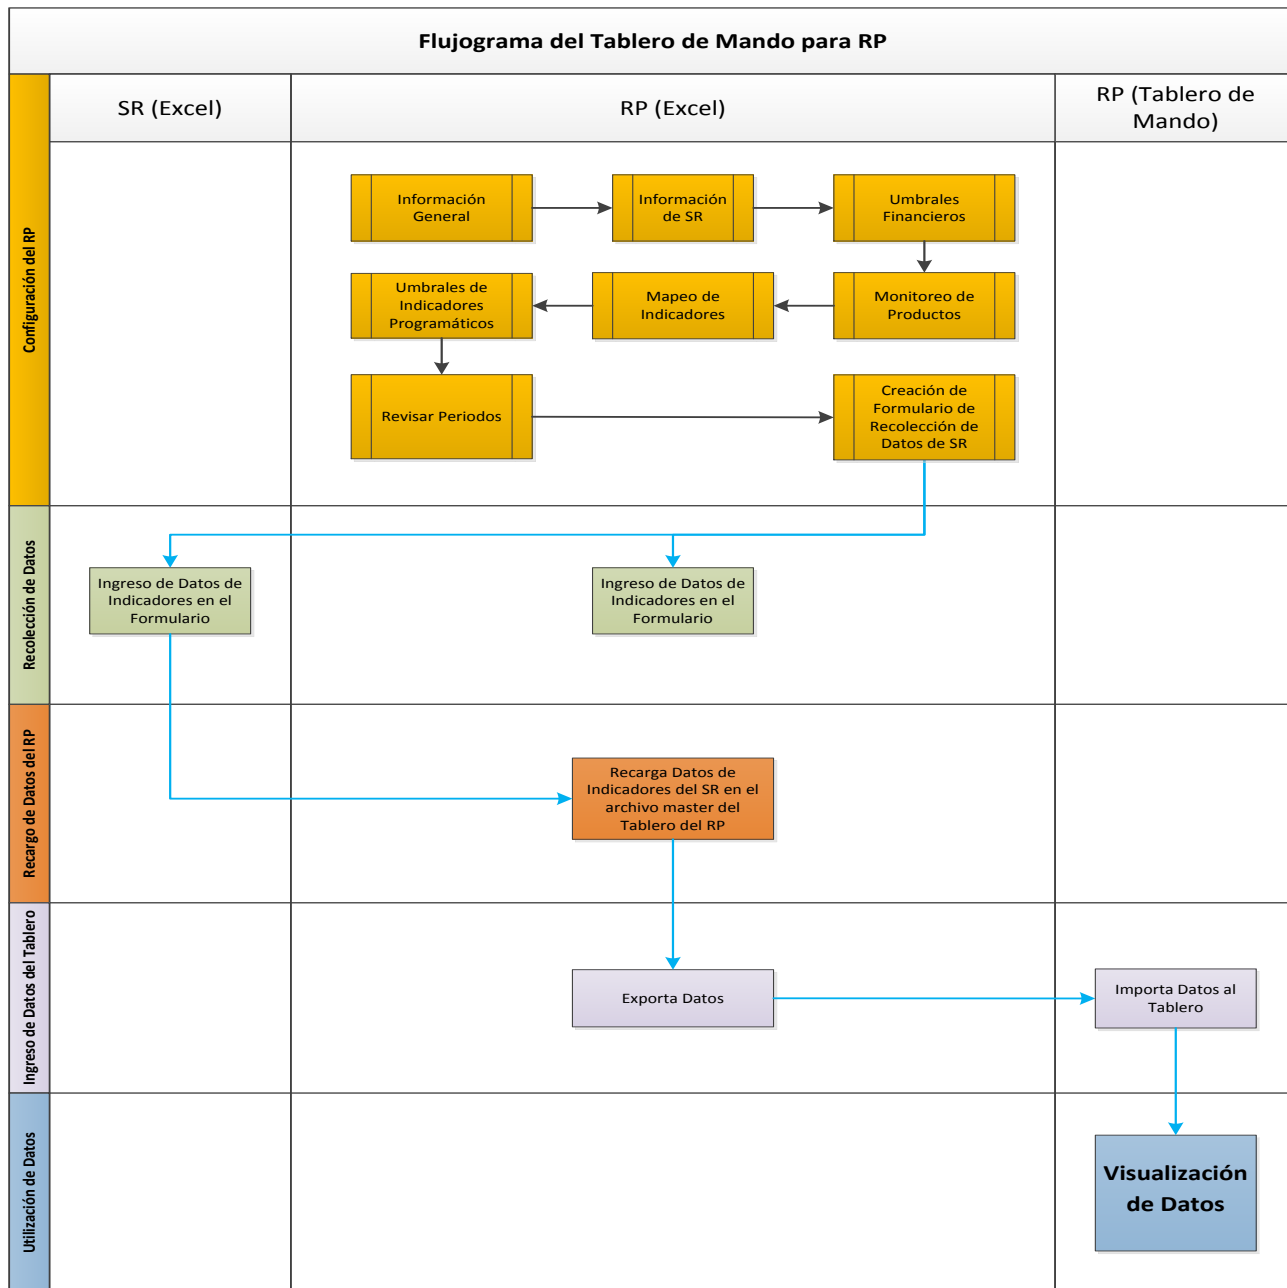 Flujograma del Tablero de Mando para RP
SR (Excel)
RP (Excel)
RP (Tablero de
Mando)
Configuración del RP
Información
General
Información
de SR
Umbrales
Financieros
Umbrales de
Indicadores
Programáticos
Mapeo de
Indicadores
Monitoreo de
Productos
Revisar Periodos
Creación de
Formulario de
Recolección de
Datos de SR
Recolección de Datos
Ingreso de Datos de
Indicadores en el
Formulario
Ingreso de Datos de
Indicadores en el
Formulario
Recargo de Datos del RP
Recarga Datos de
Indicadores del SR en el
archivo master del
Tablero del RP
Ingreso de Datos del Tablero
Exporta Datos
Importa Datos al
Tablero
Utilización de Datos
Visualización
de Datos